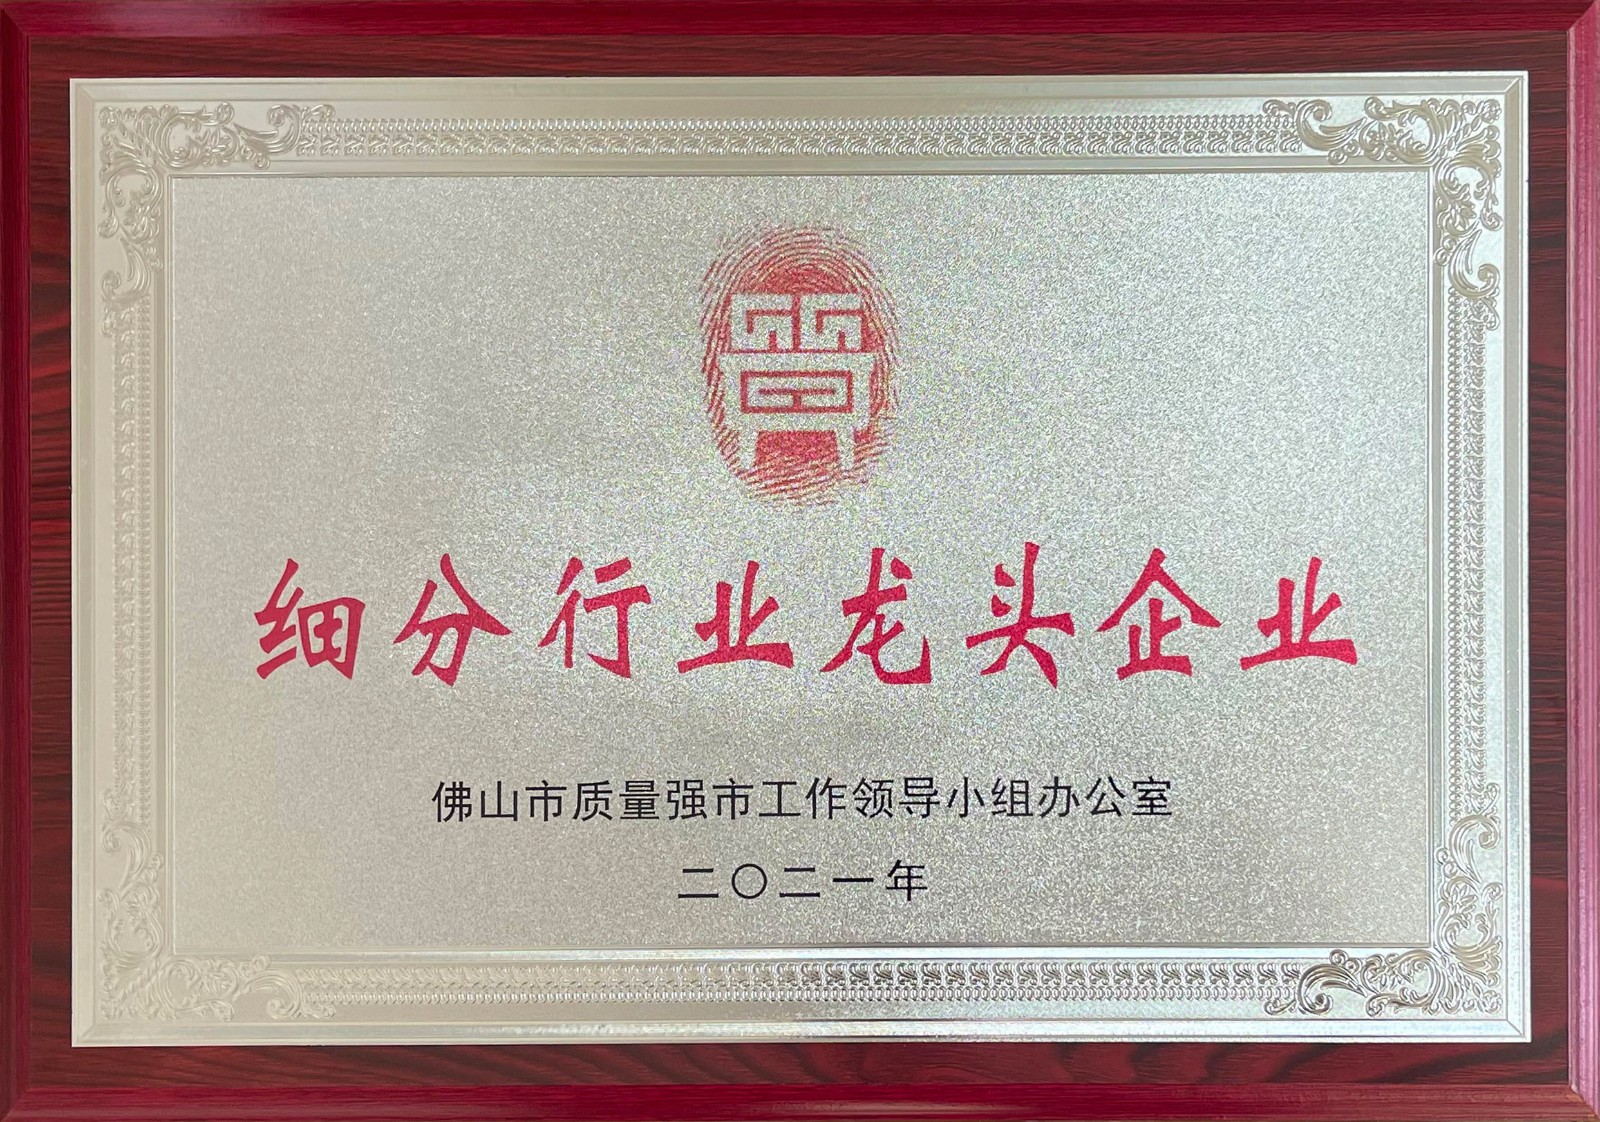 细分行业龙头企业
佛山市质量强市工作领导小组办公室
二〇二一年